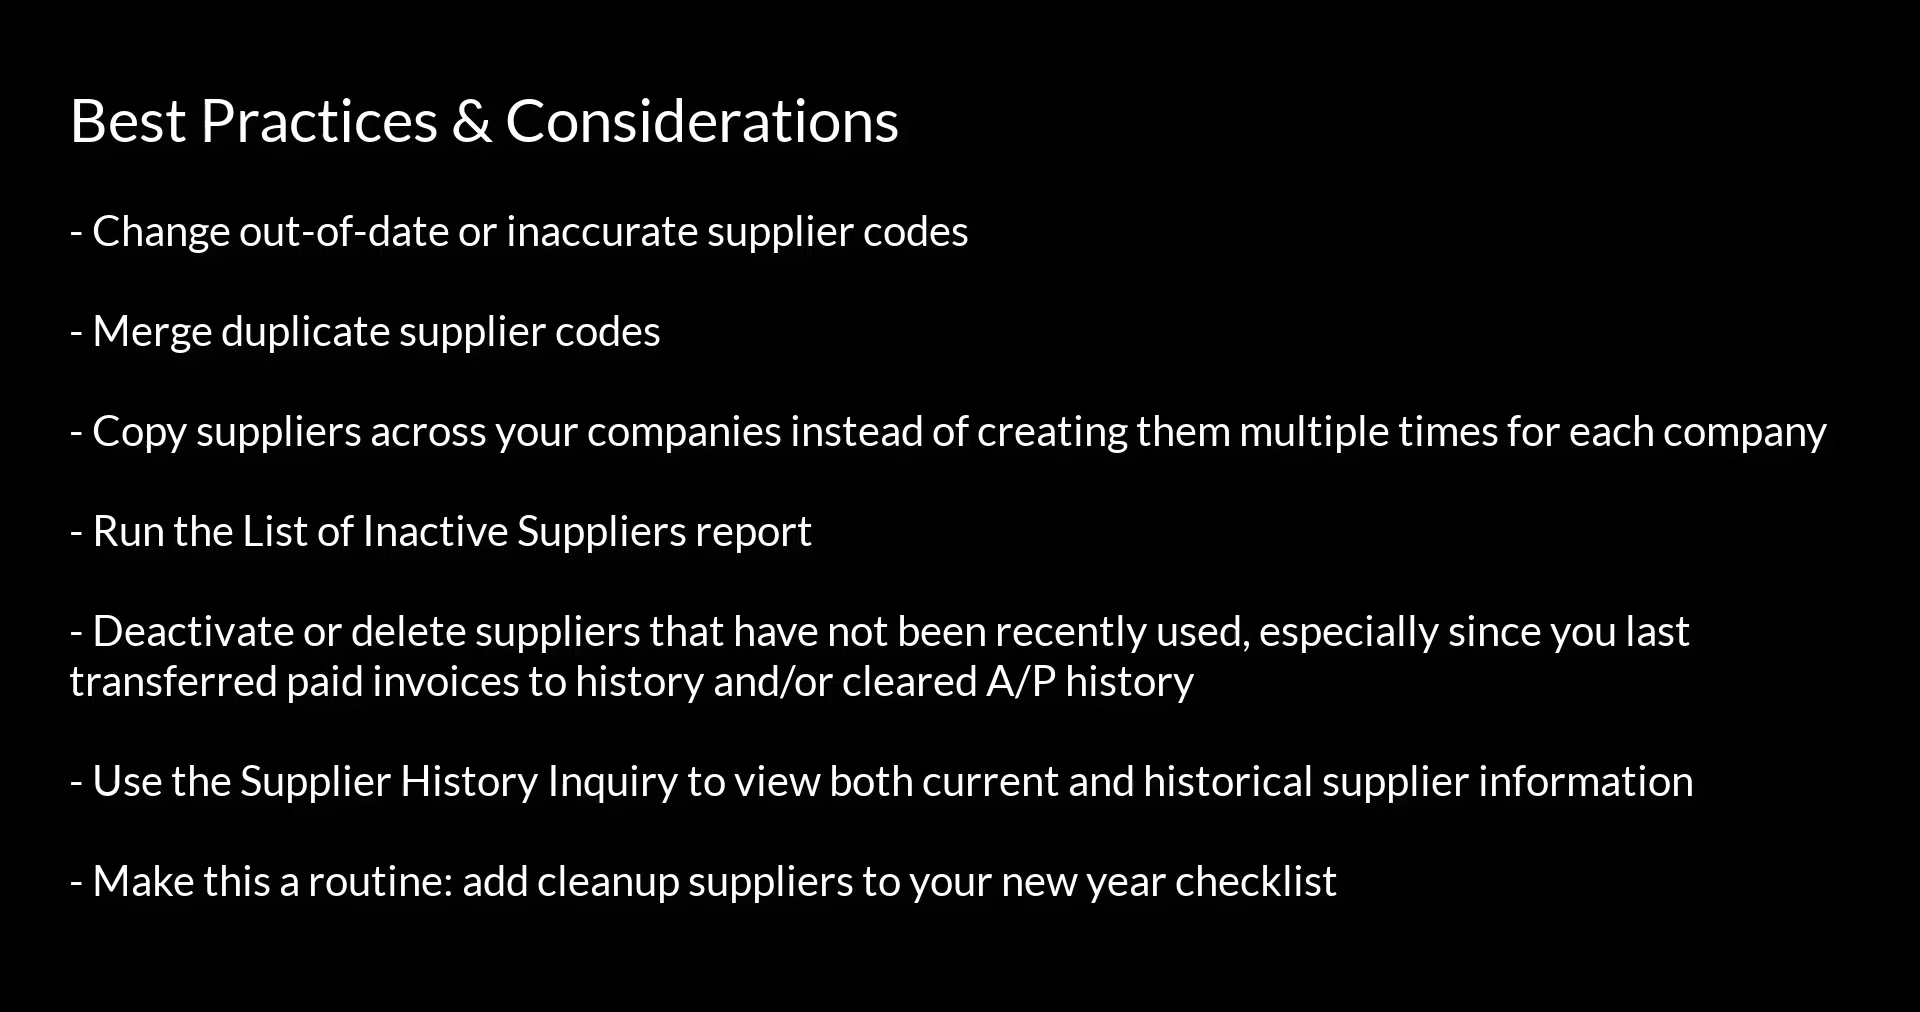 Best Practices & Considerations
- Change out-of-date or inaccurate supplier codes
- Merge duplicate supplier codes
- Copy suppliers across your companies instead of creating them multiple times for each company
- Run the List of Inactive Suppliers report
- Deactivate or delete suppliers that have not been recently used, especially since you last
transferred paid invoices to history and/or cleared A/P history
- Use the Supplier History Inquiry to view both current and historical supplier information
- Make this a routine: add cleanup suppliers to your new year checklist